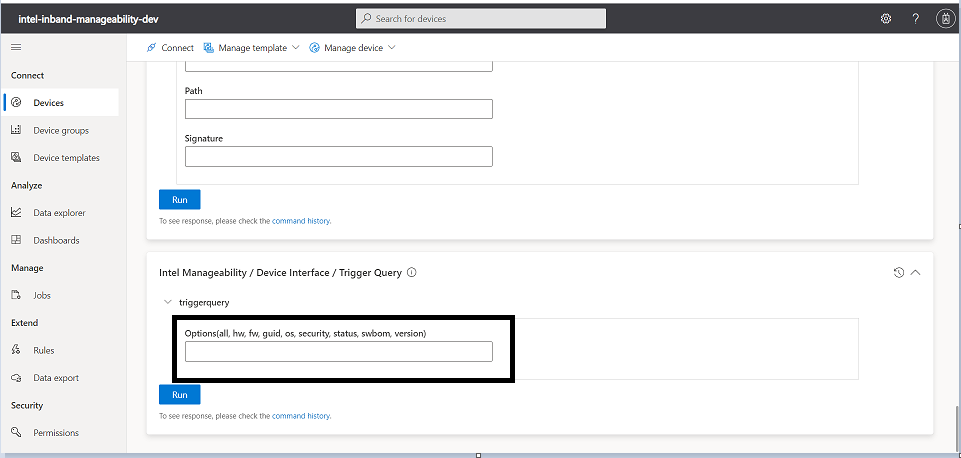 intel-inband-manageability-dev
Search for devices
?
Connect
Manage template
Manage device
Connect
Devices
Device groups
Device templates
Analyze
Data explorer
Dashboards
Manage
Jobs
Extend
Rules
Data export
Security
Permissions
Path
Signature
Run
To see response, please check the command history.
Intel Manageability / Device Interface / Trigger Query
triggerquery
Options(all, hw, fw, guid, os, security, status, swbom, version)
Run
To see response, please check the command history.